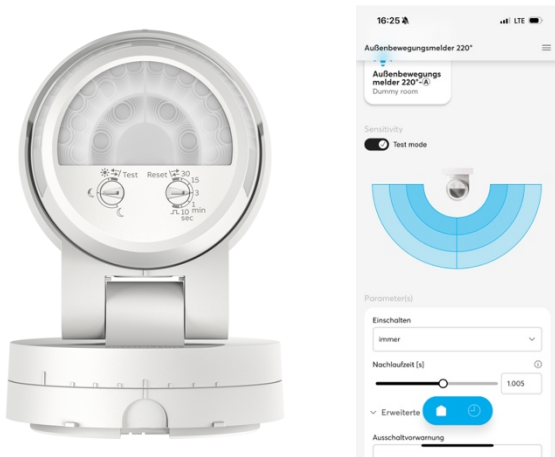 Test
Reset
30
15
3
1
min
10
sec
16:25
LTE
Außenbewegungsmelder 220°
Außenbewegungs
melder 220°-Ⓐ
Dummy room
Sensitivity
Test mode
Parameter(s)
Einschalten
immer
Nachlaufzeit [s]
1.005
Erweiterte
Ausschaltvorwarnung